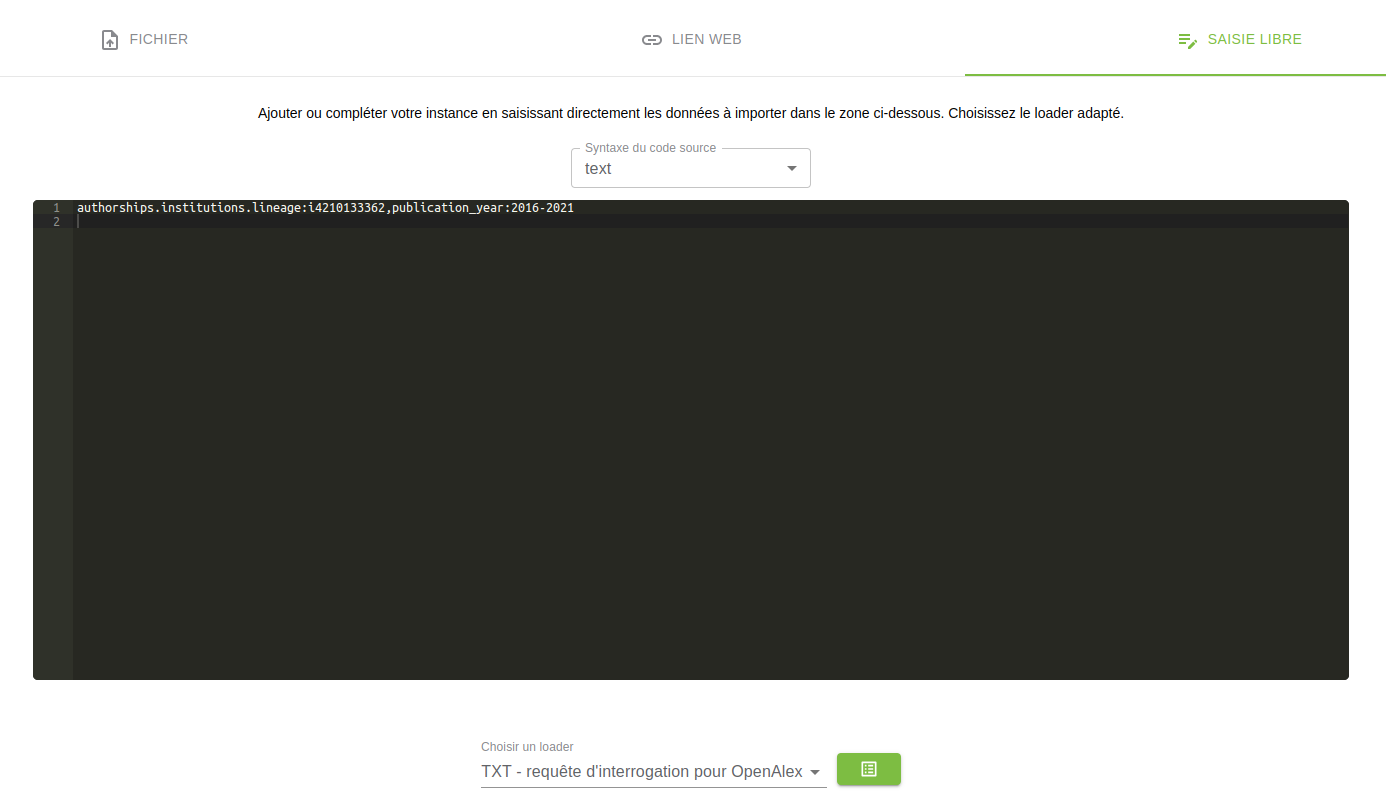 FICHIER
LIEN WEB
SAISIE LIBRE
Ajouter ou compléter votre instance en saisissant directement les données à importer dans le zone ci-dessous. Choisissez le loader adapté.
Syntaxe du code source
text
1 authorships.institutions.lineage:i4210133362,publication_year:2016-2021
2
Choisir un loader
TXT - requête d'interrogation pour OpenAlex